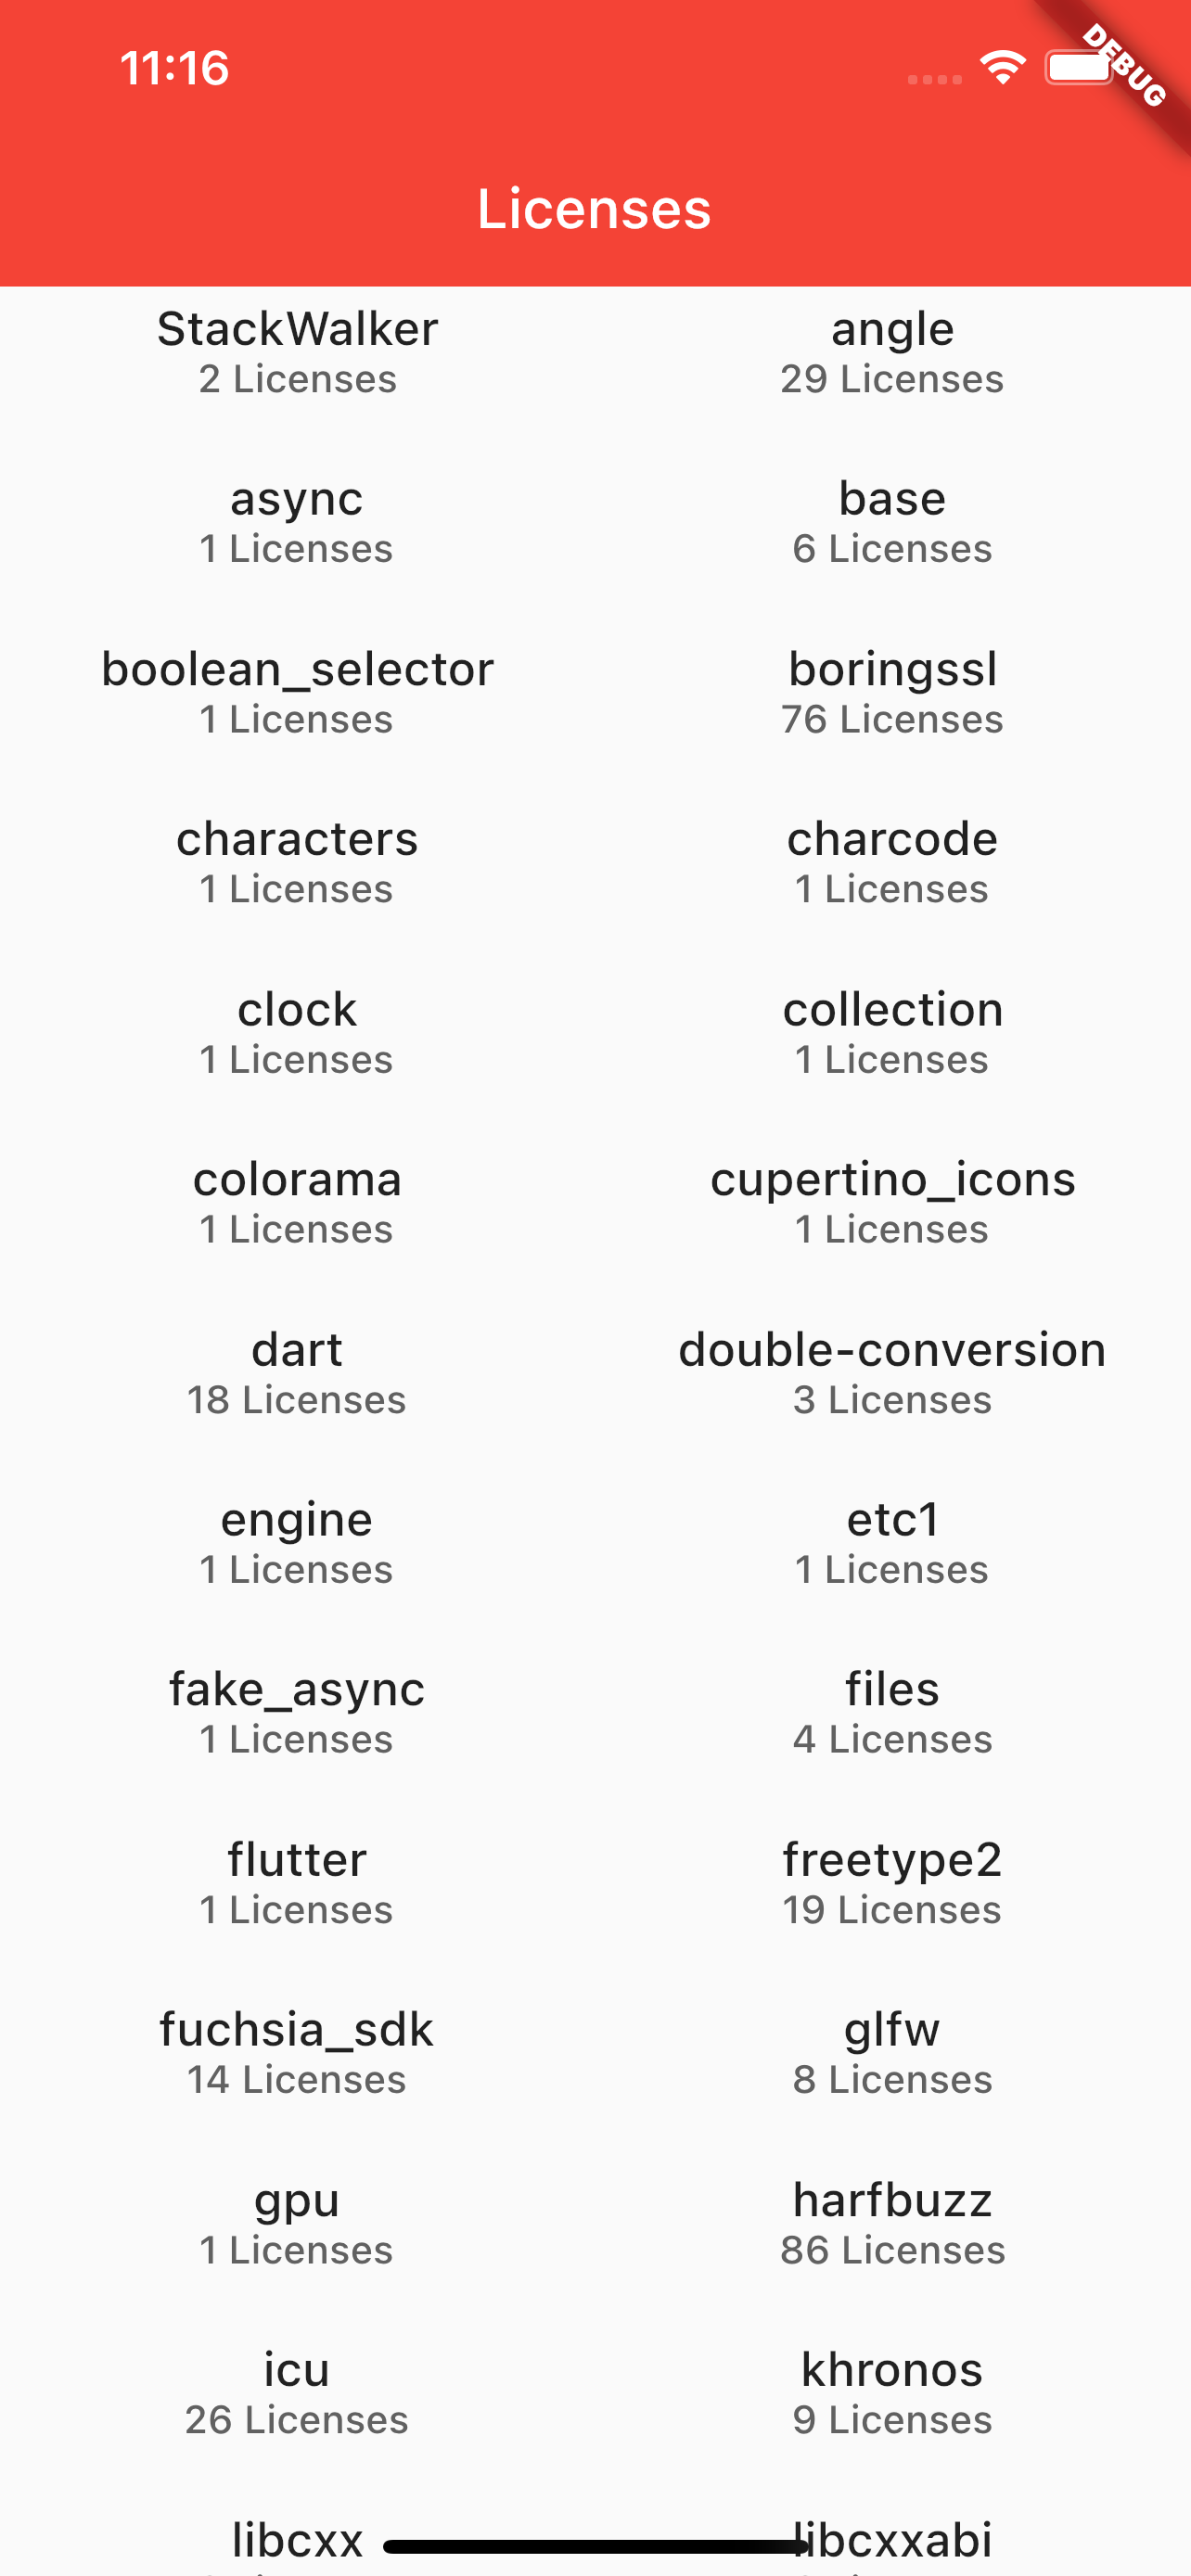 11:16
DEBUG
Licenses
StackWalker
2 Licenses
angle
29 Licenses
async
1 Licenses
base
6 Licenses
boolean_selector
1 Licenses
boringssl
76 Licenses
characters
1 Licenses
charcode
1 Licenses
clock
1 Licenses
collection
1 Licenses
colorama
1 Licenses
cupertino_icons
1 Licenses
dart
18 Licenses
double-conversion
3 Licenses
engine
1 Licenses
etc1
1 Licenses
fake_async
1 Licenses
files
4 Licenses
flutter
1 Licenses
freetype2
19 Licenses
fuchsia_sdk
14 Licenses
glfw
8 Licenses
gpu
1 Licenses
harfbuzz
86 Licenses
icu
26 Licenses
khronos
9 Licenses
libcxx
libcxxabi